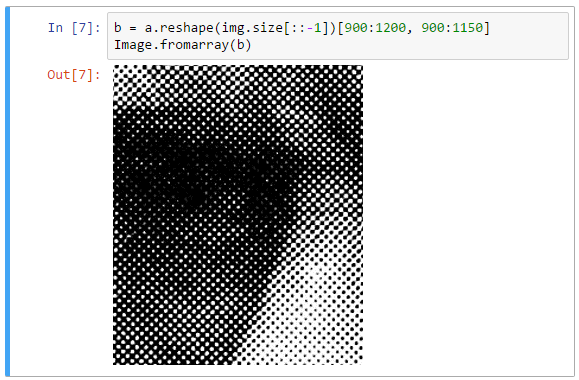 In [7]: b = a.reshape(img.size[::-1])[900:1200, 900:1150]
Image.fromarray(b)
Out[7]: